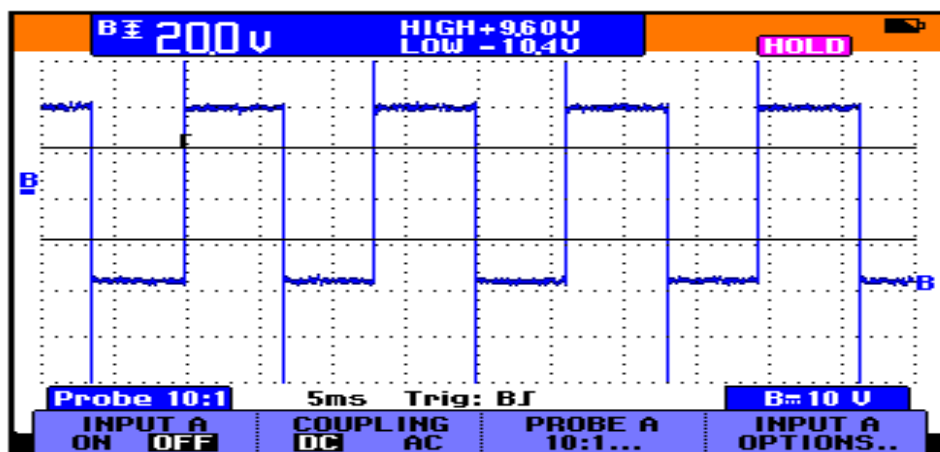 B 20.0 V
HIGH+9.60V
LOW -10.4V
HOLD
B
B
Probe 10:1
5ms Trig: B
B 10 V
INPUT A
ON OFF
COUPLING
DC AC
PROBE A
10:1...
INPUT A
OPTIONS..